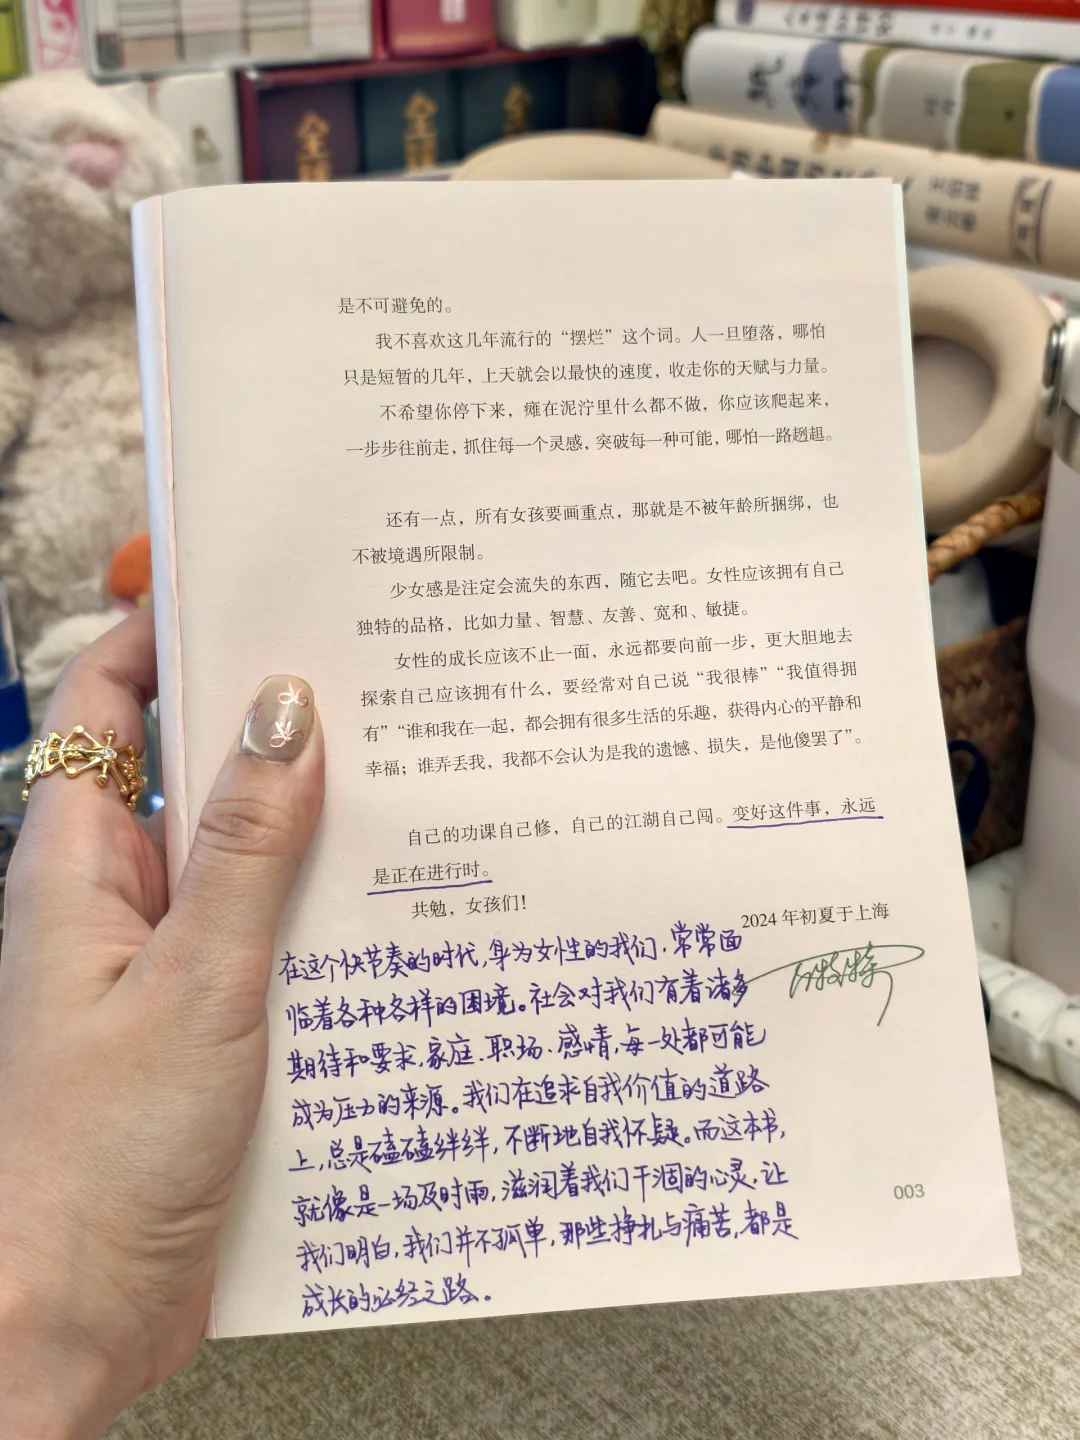 全
全
是不可避免的。
我不喜欢这几年流行的“摆烂”这个词。人一旦堕落，哪怕
只是短暂的几年，上天就会以最快的速度，收走你的天赋与力量。
不希望你停下来，瘫在泥泞里什么都不做，你应该爬起来，
一步步往前走，抓住每一个灵感，突破每一种可能，哪怕一路趔趄。
还有一点，所有女孩要画重点，那就是不被年龄所捆绑，也
不被境遇所限制。
少女感是注定会流失的东西，随它去吧。女性应该拥有自己
独特的品格，比如力量、智慧、友善、宽和、敏捷。
女性的成长应该不止一面，永远都要向前一步，更大胆地去
探索自己应该拥有什么，要经常对自己说“我很棒”“我值得拥
有”“谁和我在一起，都会拥有很多生活的乐趣，获得内心的平静和
幸福；谁弄丢我，我都不会认为是我的遗憾、损失，是他傻罢了”。
自己的功课自己修，自己的江湖自己闯。变好这件事，永远
是正在进行时。
共勉，女孩们！
2024 年初夏于上海
在这个快节奏的时代，身为女性的我们，常常面
临着各种各样的困境。社会对我们有着诸多
期待和要求，家庭、职场、感情，每一处都可能
成为压力的来源。我们在追求自我价值的道路
上，总是磕磕绊绊，不断地自我怀疑。而这本书，
就像是一场及时雨，滋润着我们干涸的心灵，让
我们明白，我们并不孤单，那些挣扎与痛苦，都是
成长的必经之路。
003